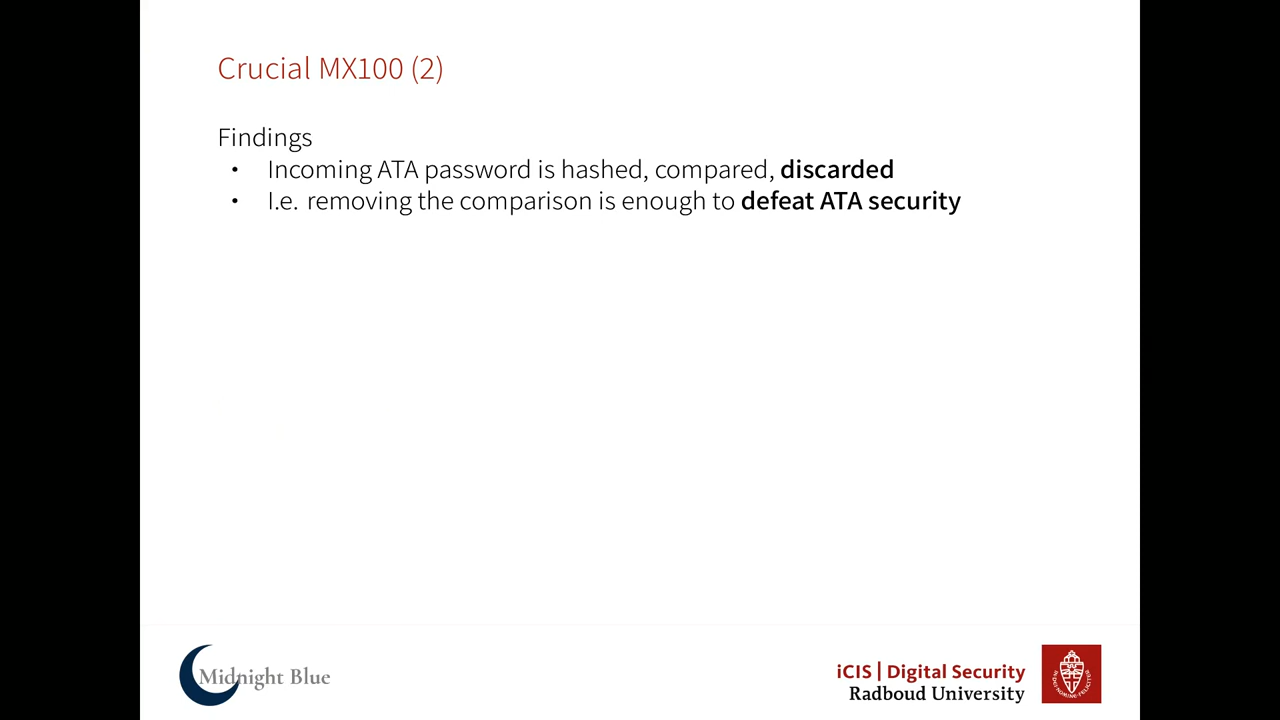 Crucial MX100 (2)
Findings
• Incoming ATA password is hashed, compared, discarded
• I.e. removing the comparison is enough to defeat ATA security
Midnight Blue
iCIS | Digital Security
Radboud University